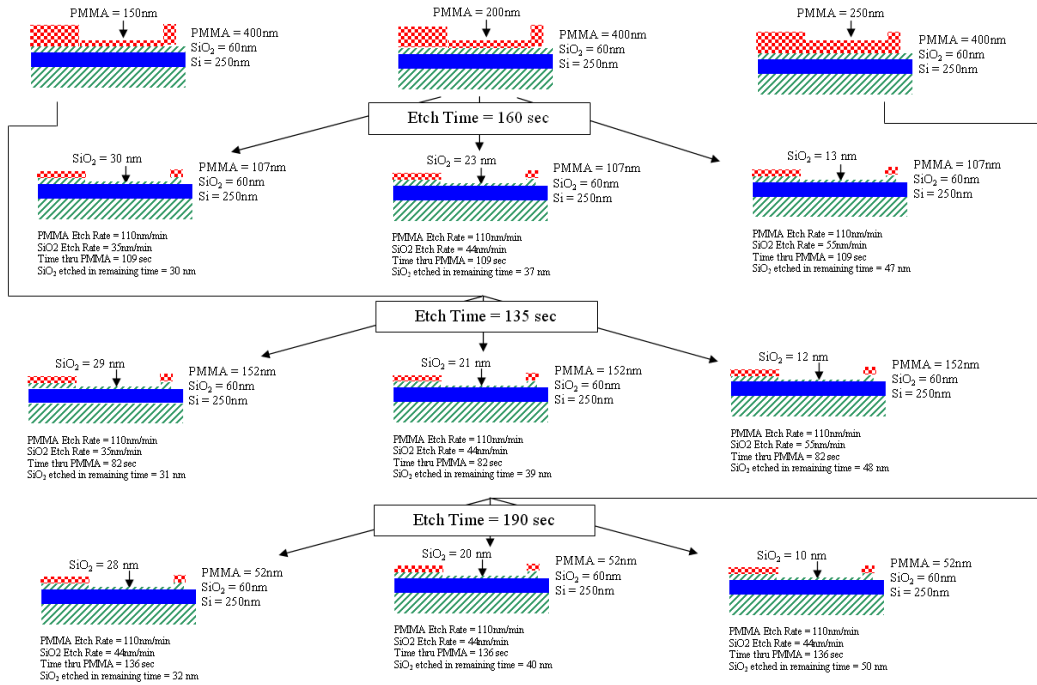 PMMA = 150nm
PMMA = 400nm
SiO₂ = 60nm
Si = 250nm
PMMA = 200nm
PMMA = 400nm
SiO₂ = 60nm
Si = 250nm
PMMA = 250nm
PMMA = 400nm
SiO₂ = 60nm
Si = 250nm
Etch Time = 160 sec
SiO₂ = 30 nm
PMMA = 107nm
SiO₂ = 60nm
Si = 250nm
PMMA Etch Rate = 110nm/min
SiO2 Etch Rate = 35nm/min
Time thru PMMA = 109 sec
SiO₂ etched in remaining time = 30 nm
SiO₂ = 23 nm
PMMA = 107nm
SiO₂ = 60nm
Si = 250nm
PMMA Etch Rate = 110nm/min
SiO2 Etch Rate = 44nm/min
Time thru PMMA = 109 sec
SiO₂ etched in remaining time = 37 nm
SiO₂ = 13 nm
PMMA = 107nm
SiO₂ = 60nm
Si = 250nm
PMMA Etch Rate = 110nm/min
SiO2 Etch Rate = 55nm/min
Time thru PMMA = 109 sec
SiO₂ etched in remaining time = 47 nm
Etch Time = 135 sec
SiO₂ = 29 nm
PMMA = 152nm
SiO₂ = 60nm
Si = 250nm
PMMA Etch Rate = 110nm/min
SiO2 Etch Rate = 35nm/min
Time thru PMMA = 82 sec
SiO₂ etched in remaining time = 31 nm
SiO₂ = 21 nm
PMMA = 152nm
SiO₂ = 60nm
Si = 250nm
PMMA Etch Rate = 110nm/min
SiO2 Etch Rate = 44nm/min
Time thru PMMA = 82 sec
SiO₂ etched in remaining time = 39 nm
SiO₂ = 12 nm
PMMA = 152nm
SiO₂ = 60nm
Si = 250nm
PMMA Etch Rate = 110nm/min
SiO2 Etch Rate = 55nm/min
Time thru PMMA = 82 sec
SiO₂ etched in remaining time = 48 nm
Etch Time = 190 sec
SiO₂ = 28 nm
PMMA = 52nm
SiO₂ = 60nm
Si = 250nm
PMMA Etch Rate = 110nm/min
SiO2 Etch Rate = 44nm/min
Time thru PMMA = 136 sec
SiO₂ etched in remaining time = 32 nm
SiO₂ = 20 nm
PMMA = 52nm
SiO₂ = 60nm
Si = 250nm
PMMA Etch Rate = 110nm/min
SiO2 Etch Rate = 44nm/min
Time thru PMMA = 136 sec
SiO₂ etched in remaining time = 40 nm
SiO₂ = 10 nm
PMMA = 52nm
SiO₂ = 60nm
Si = 250nm
PMMA Etch Rate = 110nm/min
SiO2 Etch Rate = 44nm/min
Time thru PMMA = 136 sec
SiO₂ etched in remaining time = 50 nm